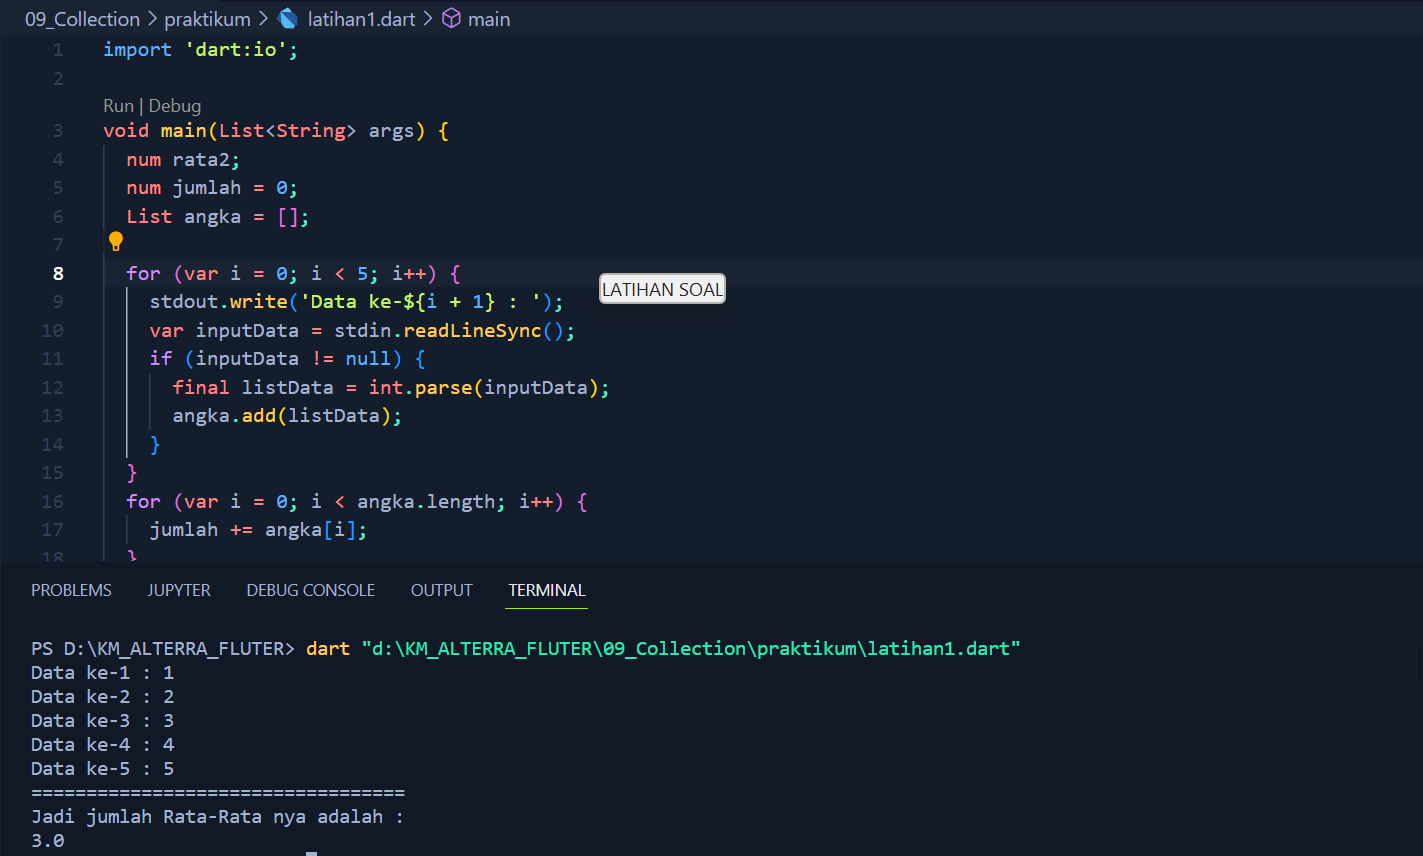 09_Collection > praktikum > latihan1.dart > main
1 import 'dart:io';
2
Run | Debug
3 void main(List<String> args) {
4 num rata2;
5 num jumlah = 0;
6 List angka = [];
7
8 for (var i = 0; i < 5; i++) {
LATIHAN SOAL
9 stdout.write('Data ke-${i + 1} : ');
10 var inputData = stdin.readLineSync();
11 if (inputData != null) {
12 final listData = int.parse(inputData);
13 angka.add(listData);
14 }
15 }
16 for (var i = 0; i < angka.length; i++) {
17 jumlah += angka[i];
18 }
PROBLEMS JUPYTER DEBUG CONSOLE OUTPUT TERMINAL
PS D:\KM_ALTERRA_FLUTER> dart "d:\KM_ALTERRA_FLUTER\09_Collection\praktikum\latihan1.dart"
Data ke-1 : 1
Data ke-2 : 2
Data ke-3 : 3
Data ke-4 : 4
Data ke-5 : 5
==================================
Jadi jumlah Rata-Rata nya adalah :
3.0